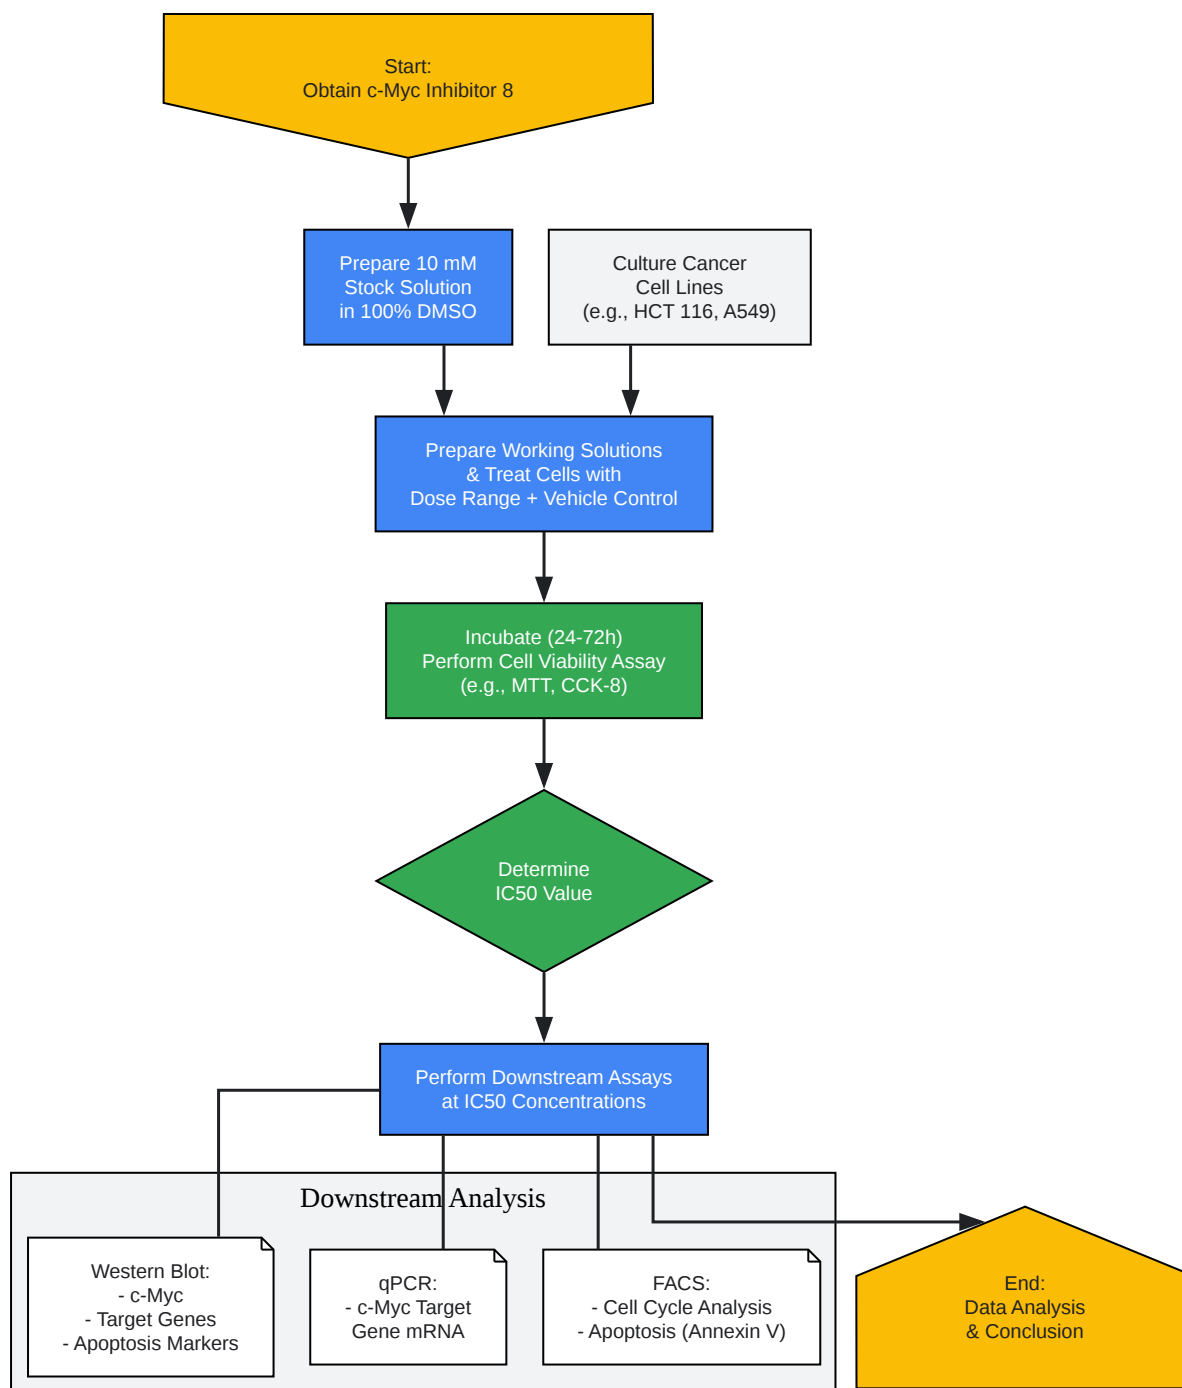 Start:
Obtain c-Myc Inhibitor 8
Prepare 10 mM
Stock Solution
in 100% DMSO
Culture Cancer
Cell Lines
(e.g., HCT 116, A549)
Prepare Working Solutions
& Treat Cells with
Dose Range + Vehicle Control
Incubate (24-72h)
Perform Cell Viability Assay
(e.g., MTT, CCK-8)
Determine
IC50 Value
Perform Downstream Assays
at IC50 Concentrations
Downstream Analysis
Western Blot:
- c-Myc
- Target Genes
- Apoptosis Markers
qPCR:
- c-Myc Target
Gene mRNA
FACS:
- Cell Cycle Analysis
- Apoptosis (Annexin V)
End:
Data Analysis
& Conclusion